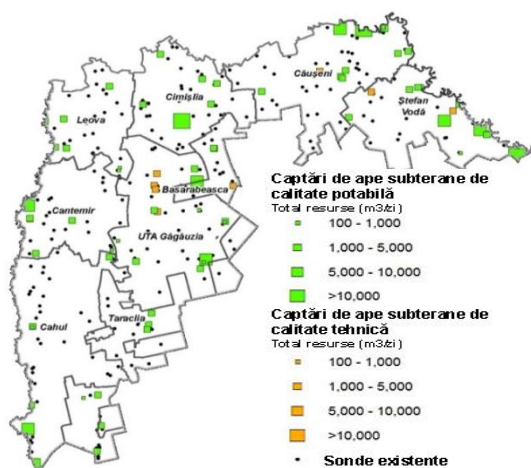 Căușeni
Cimișlia
Ștefan
Vodă
Leova
Basarabeasca
Cantemir
UTA Găgăuzia
Taraclia
Cahul
Captări de ape subterane de
calitate potabilă
Total resurse (m3/zi)
100 - 1,000
1,000 - 5,000
5,000 - 10,000
>10,000
Captări de ape subterane de
calitate tehnică
Total resurse (m3/zi)
100 - 1,000
1,000 - 5,000
5,000 - 10,000
>10,000
Sonde existente